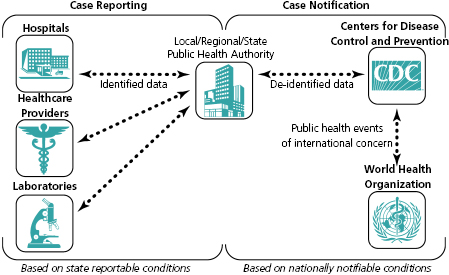 Case Reporting
Case Notification
Hospitals
Local/Regional/State
Public Health Authority
Centers for Disease
Control and Prevention
CDC
Identified data
De-identified data
Healthcare
Providers
Public health events
of international concern
Laboratories
World Health
Organization
Based on state reportable conditions
Based on nationally notifiable conditions